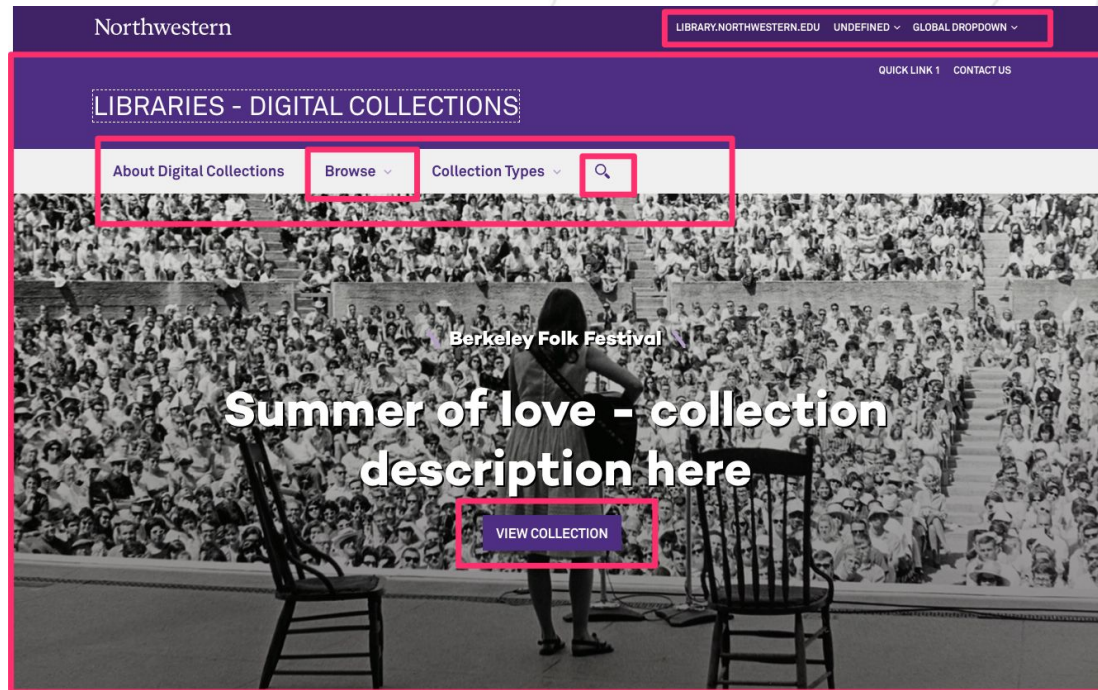 Northwestern
LIBRARY.NORTHWESTERN.EDU UNDEFINED GLOBAL DROPDOWN
QUICK LINK 1 CONTACT US
LIBRARIES - DIGITAL COLLECTIONS
About Digital Collections Browse Collection Types
Berkeley Folk Festival
Summer of love - collection
description here
VIEW COLLECTION